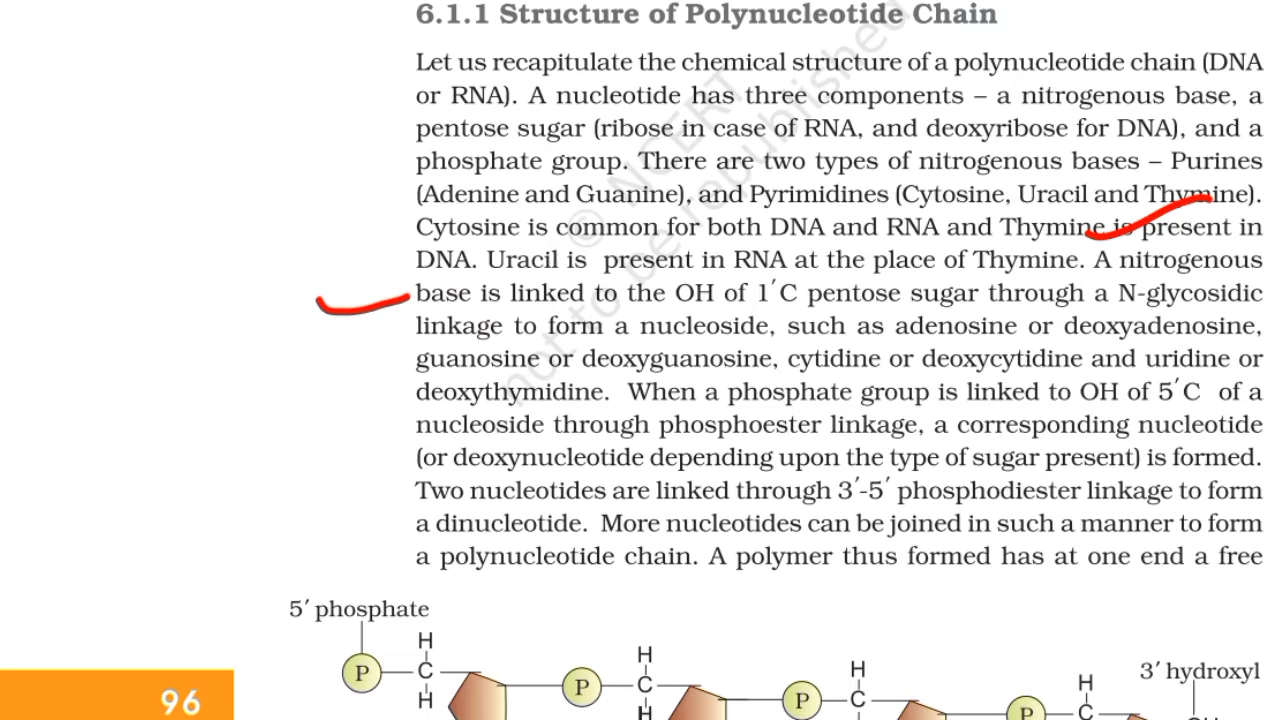 6.1.1 Structure of Polynucleotide Chain
Let us recapitulate the chemical structure of a polynucleotide chain (DNA
or RNA). A nucleotide has three components – a nitrogenous base, a
pentose sugar (ribose in case of RNA, and deoxyribose for DNA), and a
phosphate group. There are two types of nitrogenous bases – Purines
(Adenine and Guanine), and Pyrimidines (Cytosine, Uracil and Thymine).
Cytosine is common for both DNA and RNA and Thymine is present in
DNA. Uracil is present in RNA at the place of Thymine. A nitrogenous
base is linked to the OH of 1′C pentose sugar through a N-glycosidic
linkage to form a nucleoside, such as adenosine or deoxyadenosine,
guanosine or deoxyguanosine, cytidine or deoxycytidine and uridine or
deoxythymidine. When a phosphate group is linked to OH of 5′C of a
nucleoside through phosphoester linkage, a corresponding nucleotide
(or deoxynucleotide depending upon the type of sugar present) is formed.
Two nucleotides are linked through 3′-5′ phosphodiester linkage to form
a dinucleotide. More nucleotides can be joined in such a manner to form
a polynucleotide chain. A polymer thus formed has at one end a free
© NCERT
not to be republished
5′ phosphate
H
H
H
3′ hydroxyl
P
C
P
C
P
C
H
P
C
H
H
OH
96